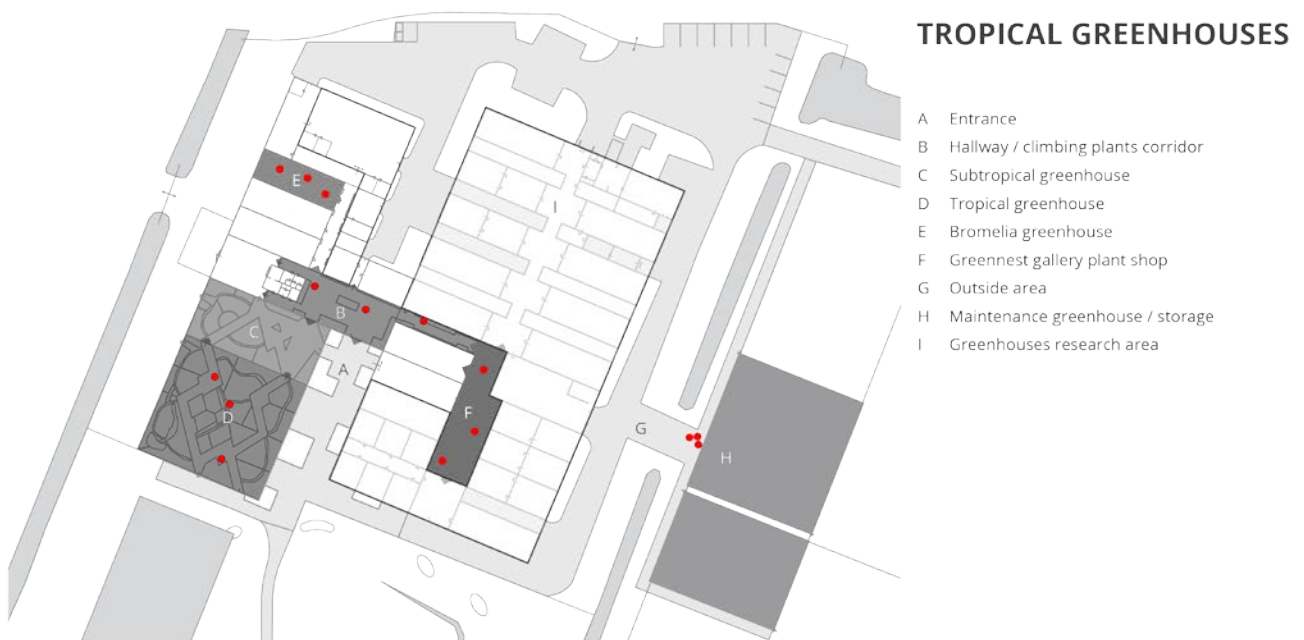 TROPICAL GREENHOUSES
A Entrance
B Hallway / climbing plants corridor
C Subtropical greenhouse
D Tropical greenhouse
E Bromelia greenhouse
F Greennest gallery plant shop
G Outside area
H Maintenance greenhouse / storage
I Greenhouses research area
E
I
B
C
A
F
D
G
H